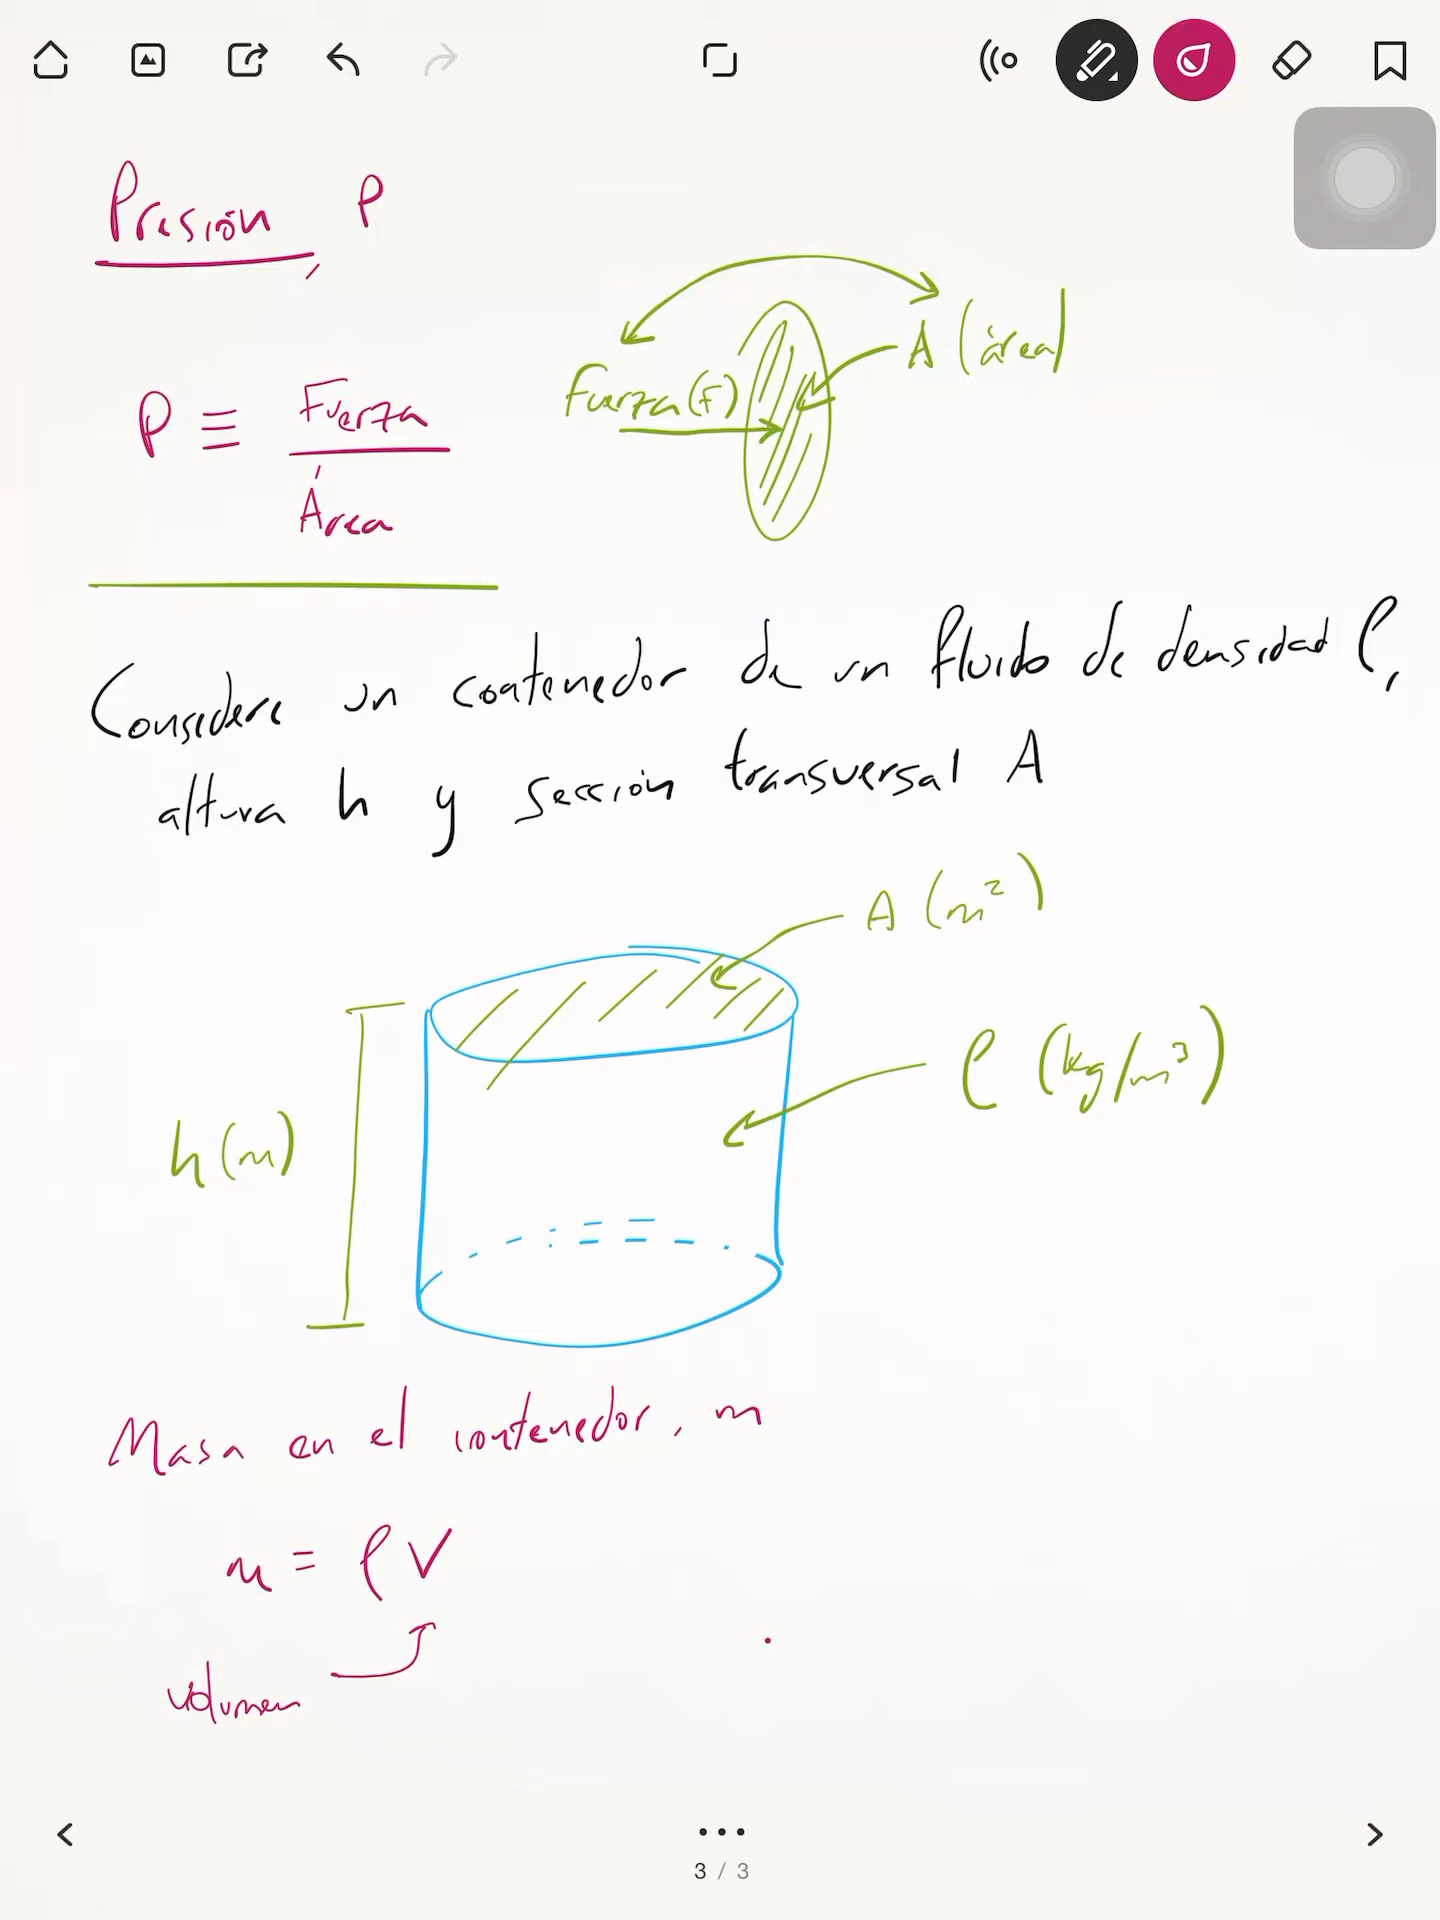 Presión, P
P ≡ Fuerza
Área
Fuerza (F)
A (área)
Considere un contenedor de un fluido de densidad ρ,
altura h y sección transversal A
A (m²)
ρ (kg/m³)
h (m)
Masa en el contenedor, m
m = ρ V
volumen
3 / 3